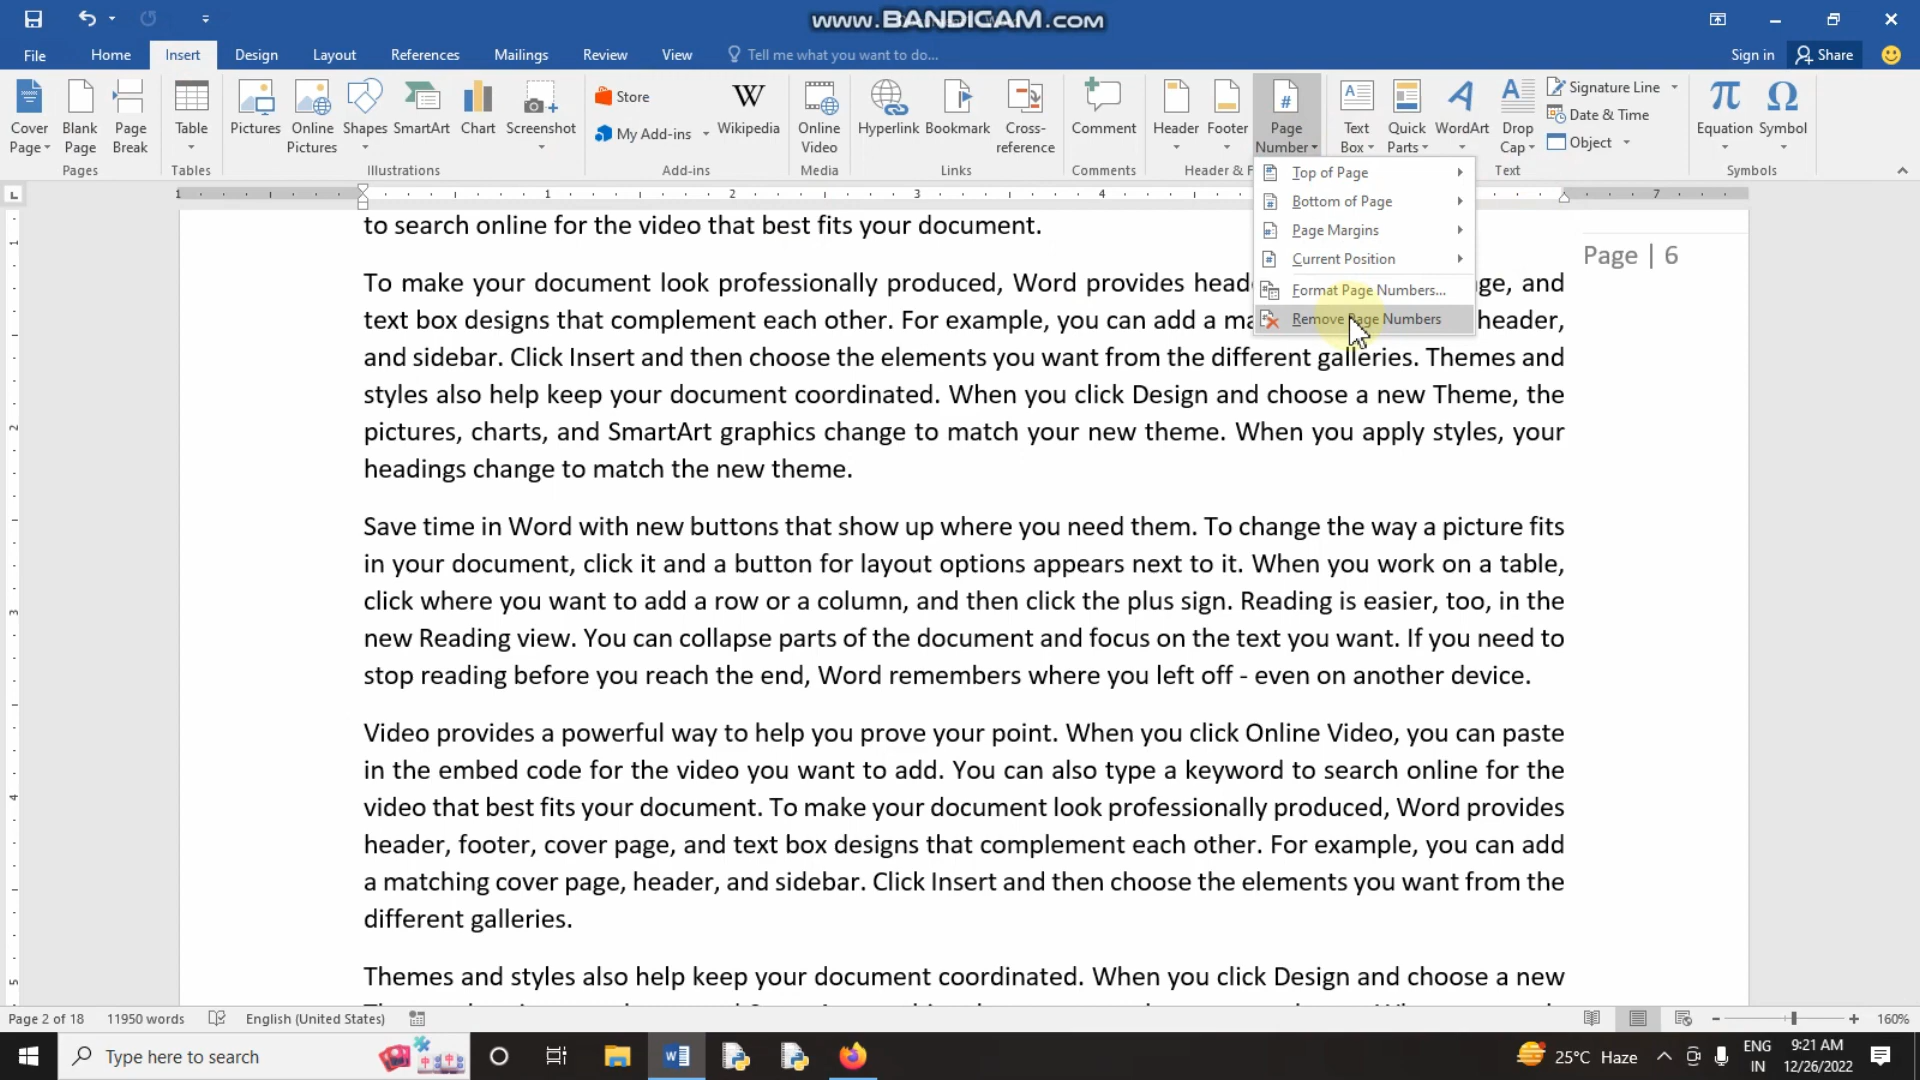 www.BANDICAM.com
File Home Insert Design Layout References Mailings Review View Tell me what you want to do... Sign in Share
Cover Page
Blank Page
Page Break
Pages
Table
Tables
Pictures
Online Pictures
Shapes
SmartArt
Chart
Screenshot
Illustrations
Store
My Add-ins
Wikipedia
Add-ins
Online Video
Media
Hyperlink
Bookmark
Cross-reference
Links
Comment
Comments
Header
Footer
Page Number
Header & F
Text Box
Quick Parts
WordArt
Drop Cap
Signature Line
Date & Time
Object
Text
Equation
Symbol
Symbols
Top of Page
Bottom of Page
Page Margins
Current Position
Format Page Numbers...
Remove Page Numbers
1 1 2 3 4 7
Page | 6
to search online for the video that best fits your document.
To make your document look professionally produced, Word provides head ge, and
text box designs that complement each other. For example, you can add a ma header,
and sidebar. Click Insert and then choose the elements you want from the different galleries. Themes and
styles also help keep your document coordinated. When you click Design and choose a new Theme, the
pictures, charts, and SmartArt graphics change to match your new theme. When you apply styles, your
headings change to match the new theme.
Save time in Word with new buttons that show up where you need them. To change the way a picture fits
in your document, click it and a button for layout options appears next to it. When you work on a table,
click where you want to add a row or a column, and then click the plus sign. Reading is easier, too, in the
new Reading view. You can collapse parts of the document and focus on the text you want. If you need to
stop reading before you reach the end, Word remembers where you left off - even on another device.
Video provides a powerful way to help you prove your point. When you click Online Video, you can paste
in the embed code for the video you want to add. You can also type a keyword to search online for the
video that best fits your document. To make your document look professionally produced, Word provides
header, footer, cover page, and text box designs that complement each other. For example, you can add
a matching cover page, header, and sidebar. Click Insert and then choose the elements you want from the
different galleries.
Themes and styles also help keep your document coordinated. When you click Design and choose a new
Page 2 of 18 11950 words English (United States) 160%
Type here to search 25°C Haze ENG IN 9:21 AM 12/26/2022